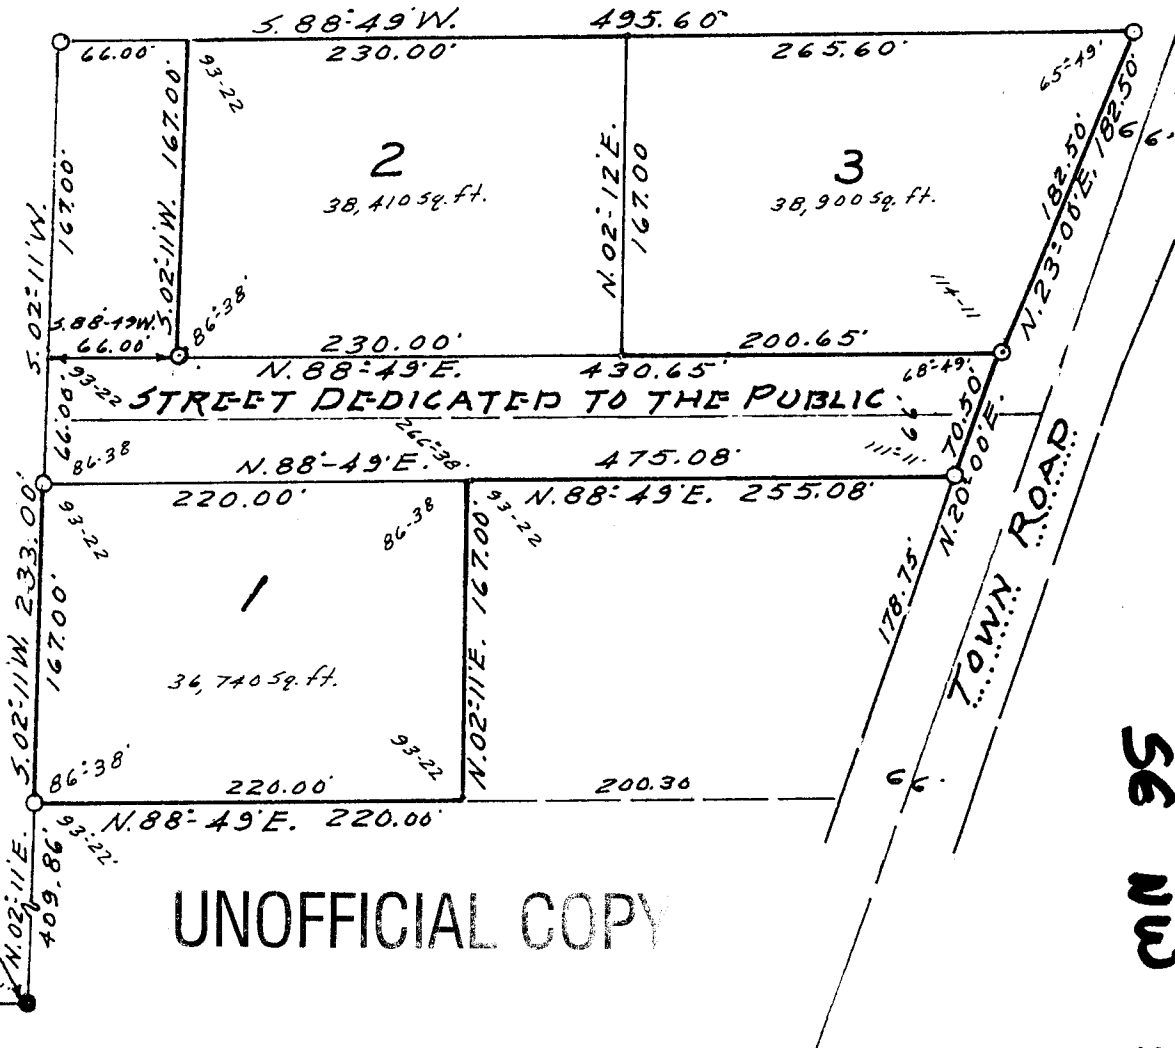 S. 88°-49'W. 495.60'
66.00' 230.00' 265.60'
93-22
65°-49'
S.02°-11'W. 167.00'
167.00'
S.02°-11'W.
2
38,410 Sq. ft.
N.02°-12'E.
167.00
3
38,900 Sq. ft.
182.50'
N.23°-00'E. 182.50'
66'
S.88°-49W.
66.00'
86°-38'
114-11
230.00' 200.65'
N.88°-49'E. 430.65'
68°-49'
93-22
STREET DEDICATED TO THE PUBLIC
66.00'
66'
70.50'
N.20°-00'E.
86-38
266°-38'
111°-11'
N.88°-49'E. 475.08'
220.00' N.88°-49'E. 255.08'
93-22
86-38
93-22
S.02°-11'W. 233.00'
167.00'
1
36,740 Sq. ft.
N.02°-11'E. 167.00'
178.75'
TOWN ROAD
86°-38'
93-22
220.00' 200.30
66'
N.88°-49'E. 220.00'
93°-22'
N.02°-11'E.
409.86'
UNOFFICIAL COPY